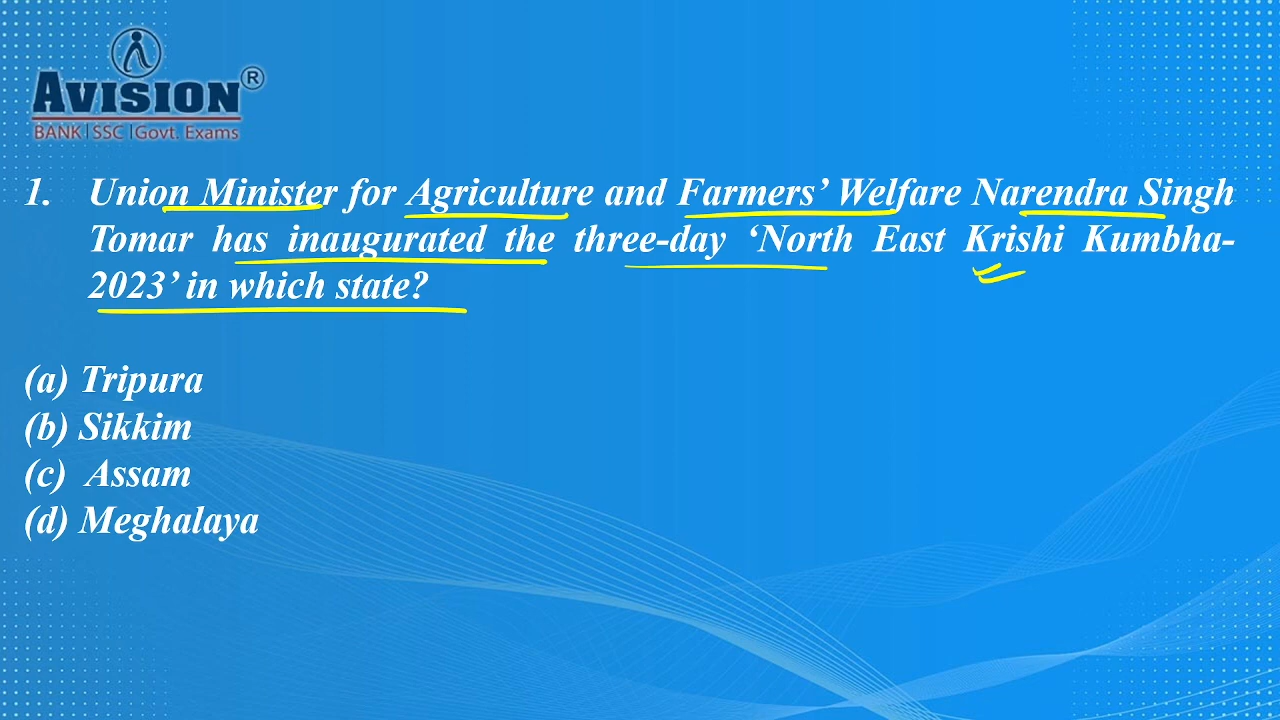 AVISION®
BANK|SSC|Govt. Exams
1. Union Minister for Agriculture and Farmers’ Welfare Narendra Singh
Tomar has inaugurated the three-day ‘North East Krishi Kumbha-
2023’ in which state?
(a) Tripura
(b) Sikkim
(c) Assam
(d) Meghalaya